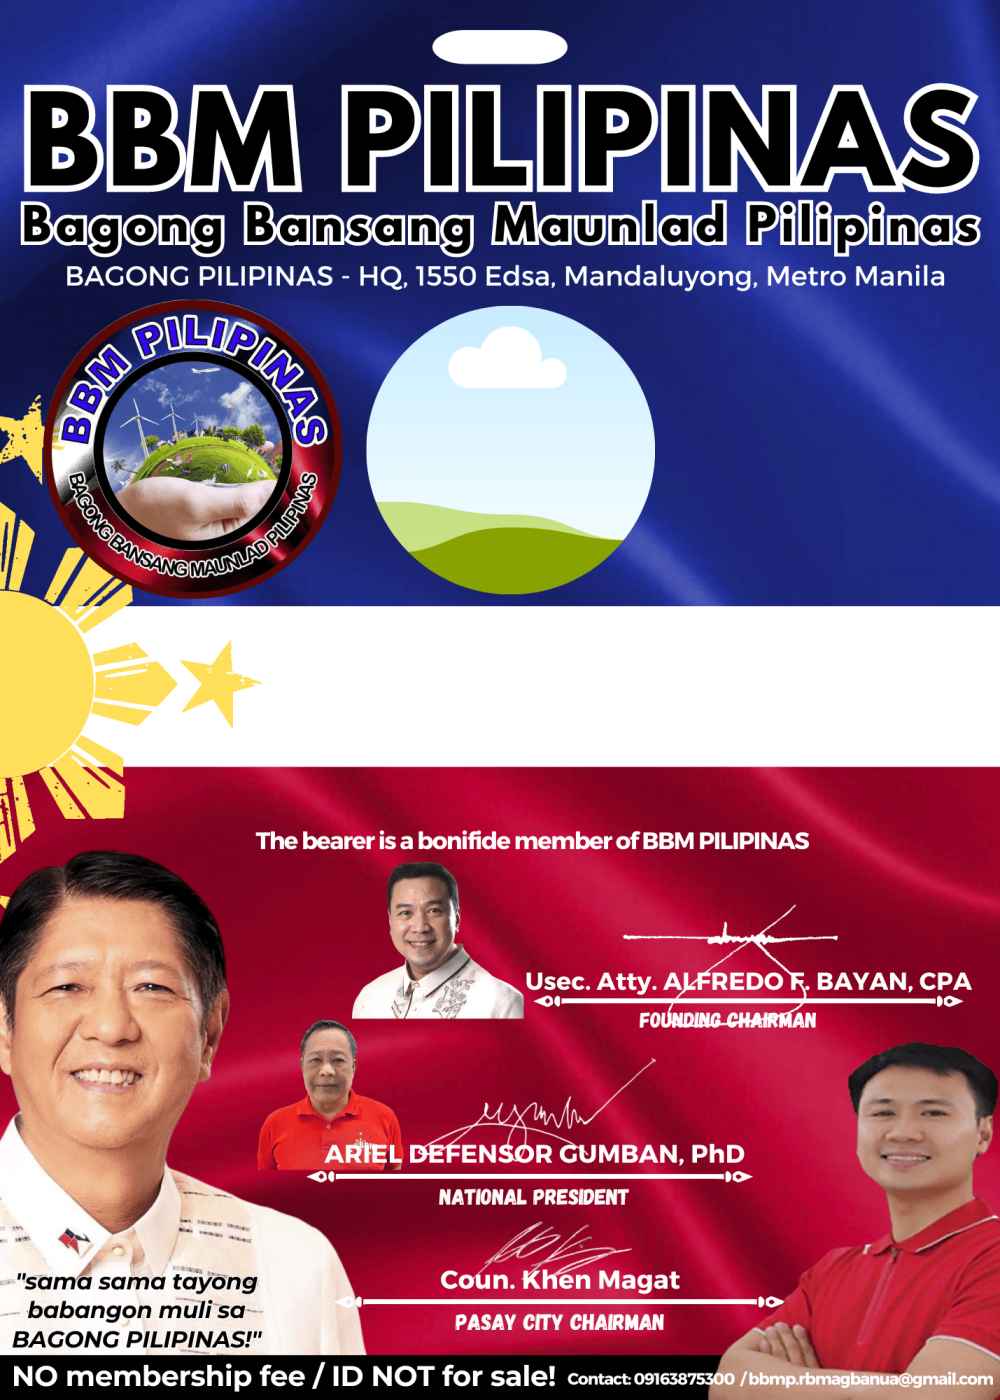 BBM PILIPINAS
Bagong Bansang Maunlad Pilipinas
BAGONG PILIPINAS - HQ, 1550 Edsa, Mandaluyong, Metro Manila
BBM PILIPINAS
BAGONG BANSANG MAUNLAD PILIPINAS
The bearer is a bonifide member of BBM PILIPINAS
Usec. Atty. ALFREDO F. BAYAN, CPA
FOUNDING CHAIRMAN
ARIEL DEFENSOR GUMBAN, PhD
NATIONAL PRESIDENT
Coun. Khen Magat
PASAY CITY CHAIRMAN
"sama sama tayong
babangon muli sa
BAGONG PILIPINAS!"
NO membership fee / ID NOT for sale! Contact: 09163875300 /bbmp.rbmagbanua@gmail.com